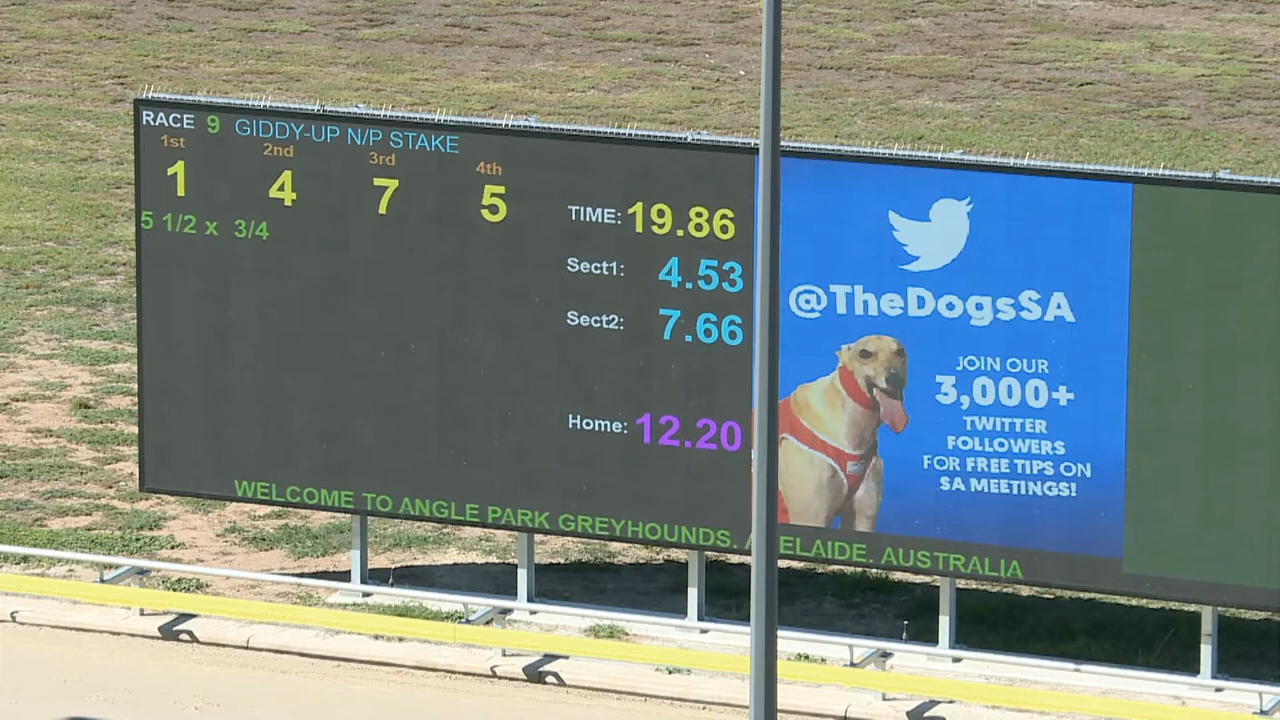 RACE 9 GIDDY-UP N/P STAKE
1st 2nd 3rd 4th
1 4 7 5
5 1/2 x 3/4
TIME: 19.86
Sect1: 4.53
Sect2: 7.66
Home: 12.20
@TheDogsSA
JOIN OUR
3,000+
TWITTER
FOLLOWERS
FOR FREE TIPS ON
SA MEETINGS!
WELCOME TO ANGLE PARK GREYHOUNDS. ELAIDE. AUSTRALIA